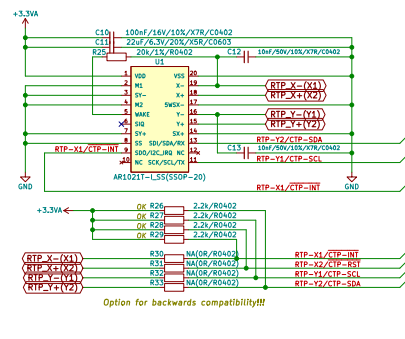 +3.3VA
C10 100nF/16V/10%/X7R/C0402
C11 22uF/6.3V/20%/X5R/C0603
R25 20k/1%/R0402 C12 10nF/50V/10%/X7R/C0402
U1
1 VDD VSS 20
2 M1 X- 19 RTP_X-(X1)
3 SY- X+ 18 RTP_X+(X2)
4 M2 5WSX- 17
5 WAKE Y- 16 RTP_Y-(Y1)
6 SIQ Y+ 15 RTP_Y+(Y2)
7 SY+ SX+ 14
8 M3 SDI/SDA/RX 13 RTP-Y2/CTP-SDA
RTP-X1/CTP-INT 9 SDO/I2C_IRQ NC 12 C13 10nF/50V/10%/X7R/C0402
10 NC SCK/SCL/TX 11 RTP-Y1/CTP-SCL
GND AR1021T-I_SS(SSOP-20) GND
RTP-X1/CTP-INT
+3.3VA OK R26 2.2k/R0402
OK R27 2.2k/R0402
OK R28 2.2k/R0402
OK R29 2.2k/R0402
RTP_X-(X1) R30 NA(0R/R0402) RTP-X1/CTP-INT
RTP_X+(X2) R31 NA(0R/R0402) RTP-X2/CTP-RST
RTP_Y-(Y1) R32 NA(0R/R0402) RTP-Y1/CTP-SCL
RTP_Y+(Y2) R33 NA(0R/R0402) RTP-Y2/CTP-SDA
Option for backwards compatibility!!!